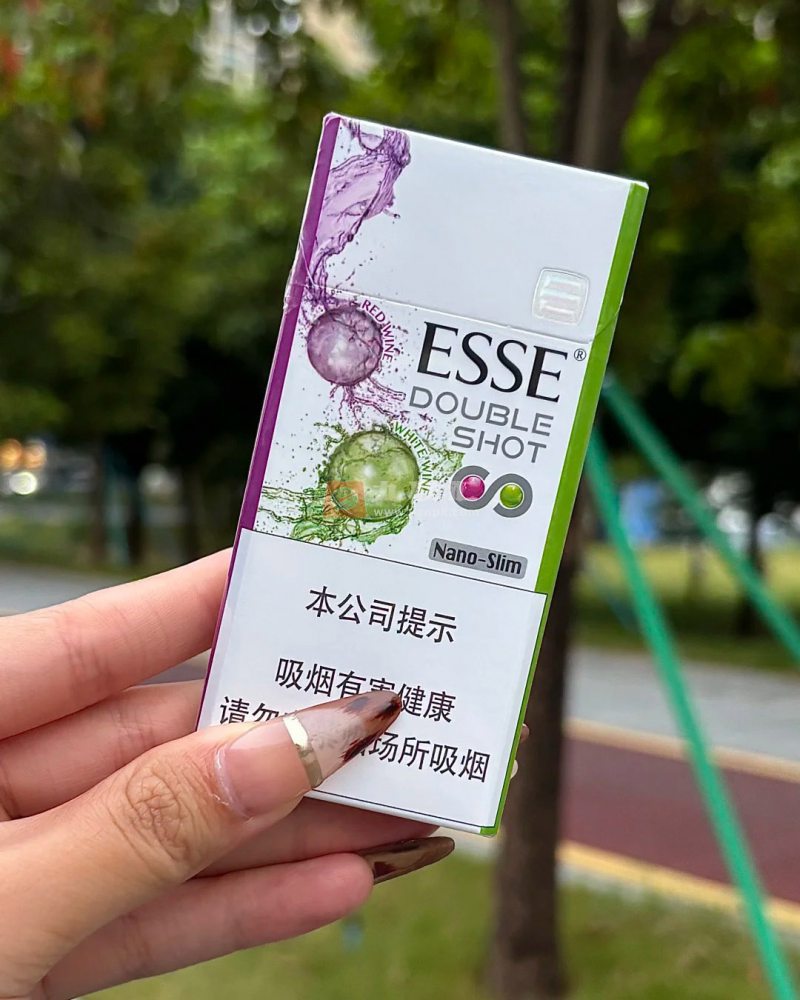 RED WINE
ESSE®
DOUBLE
SHOT
WHITE WINE
Nano-Slim
本公司提示
吸烟有害健康
请勿 场所吸烟